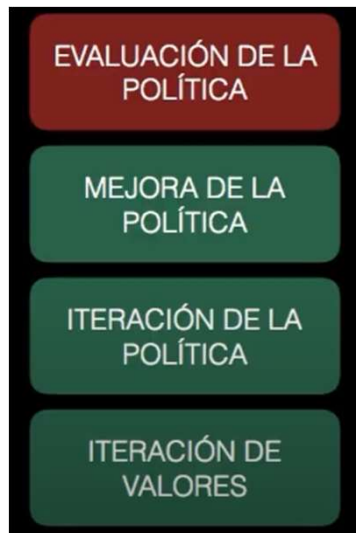 EVALUACIÓN DE LA
POLÍTICA
MEJORA DE LA
POLÍTICA
ITERACIÓN DE LA
POLÍTICA
ITERACIÓN DE
VALORES